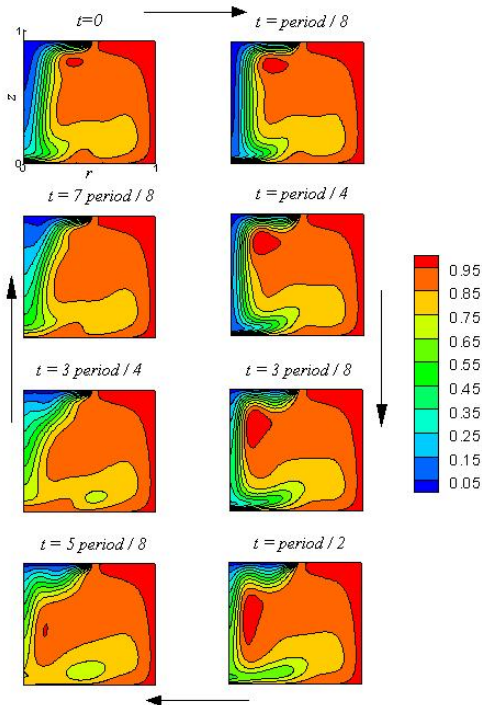 t=0
t = period / 8
1
z
0
r
1
t = 7 period / 8
t = period / 4
0.95
0.85
0.75
0.65
0.55
0.45
0.35
0.25
0.15
0.05
t = 3 period / 4
t = 3 period / 8
t = 5 period / 8
t = period / 2